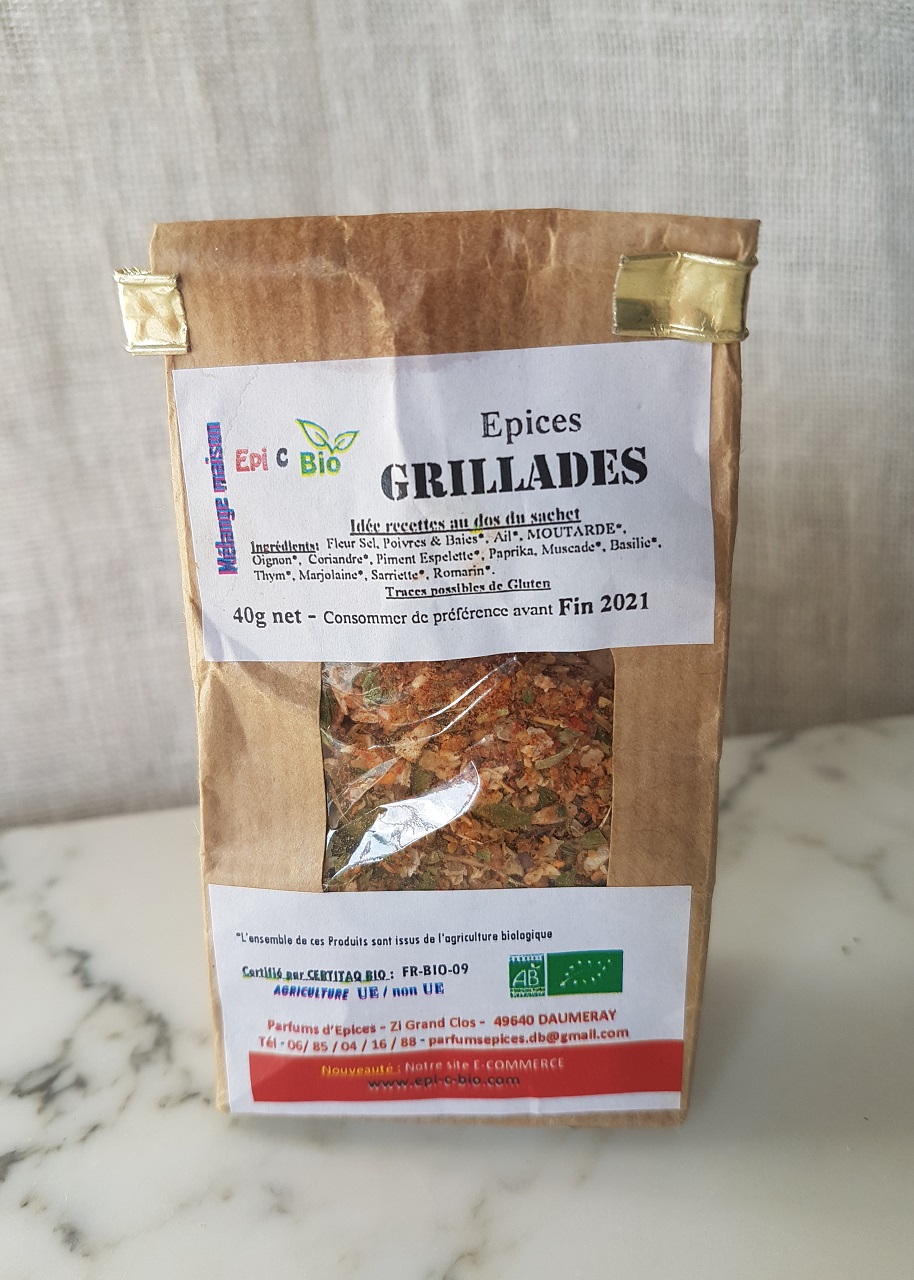 Mélange maison
Epi C Bio
Epices
GRILLADES
Idée recettes au dos du sachet
Ingrédients: Fleur Sel, Poivres & Baies*, Ail*, MOUTARDE*,
Oignon*, Coriandre*, Piment Espelette*, Paprika, Muscade*, Basilic*,
Thym*, Marjolaine*, Sarriette*, Romarin*.
Traces possibles de Gluten
40g net - Consommer de préférence avant Fin 2021
*L'ensemble de ces Produits sont issus de l'agriculture biologique
Certifié par CERTITAQ BIO : FR-BIO-09
AGRICULTURE UE / non UE
AB
Parfums d'Epices - Zi Grand Clos - 49640 DAUMERAY
Tél - 06/ 85 / 04 / 16 / 88 - parfumsepices.db@gmail.com
Nouveauté : Notre site E-COMMERCE
www.epi-c-bio.com